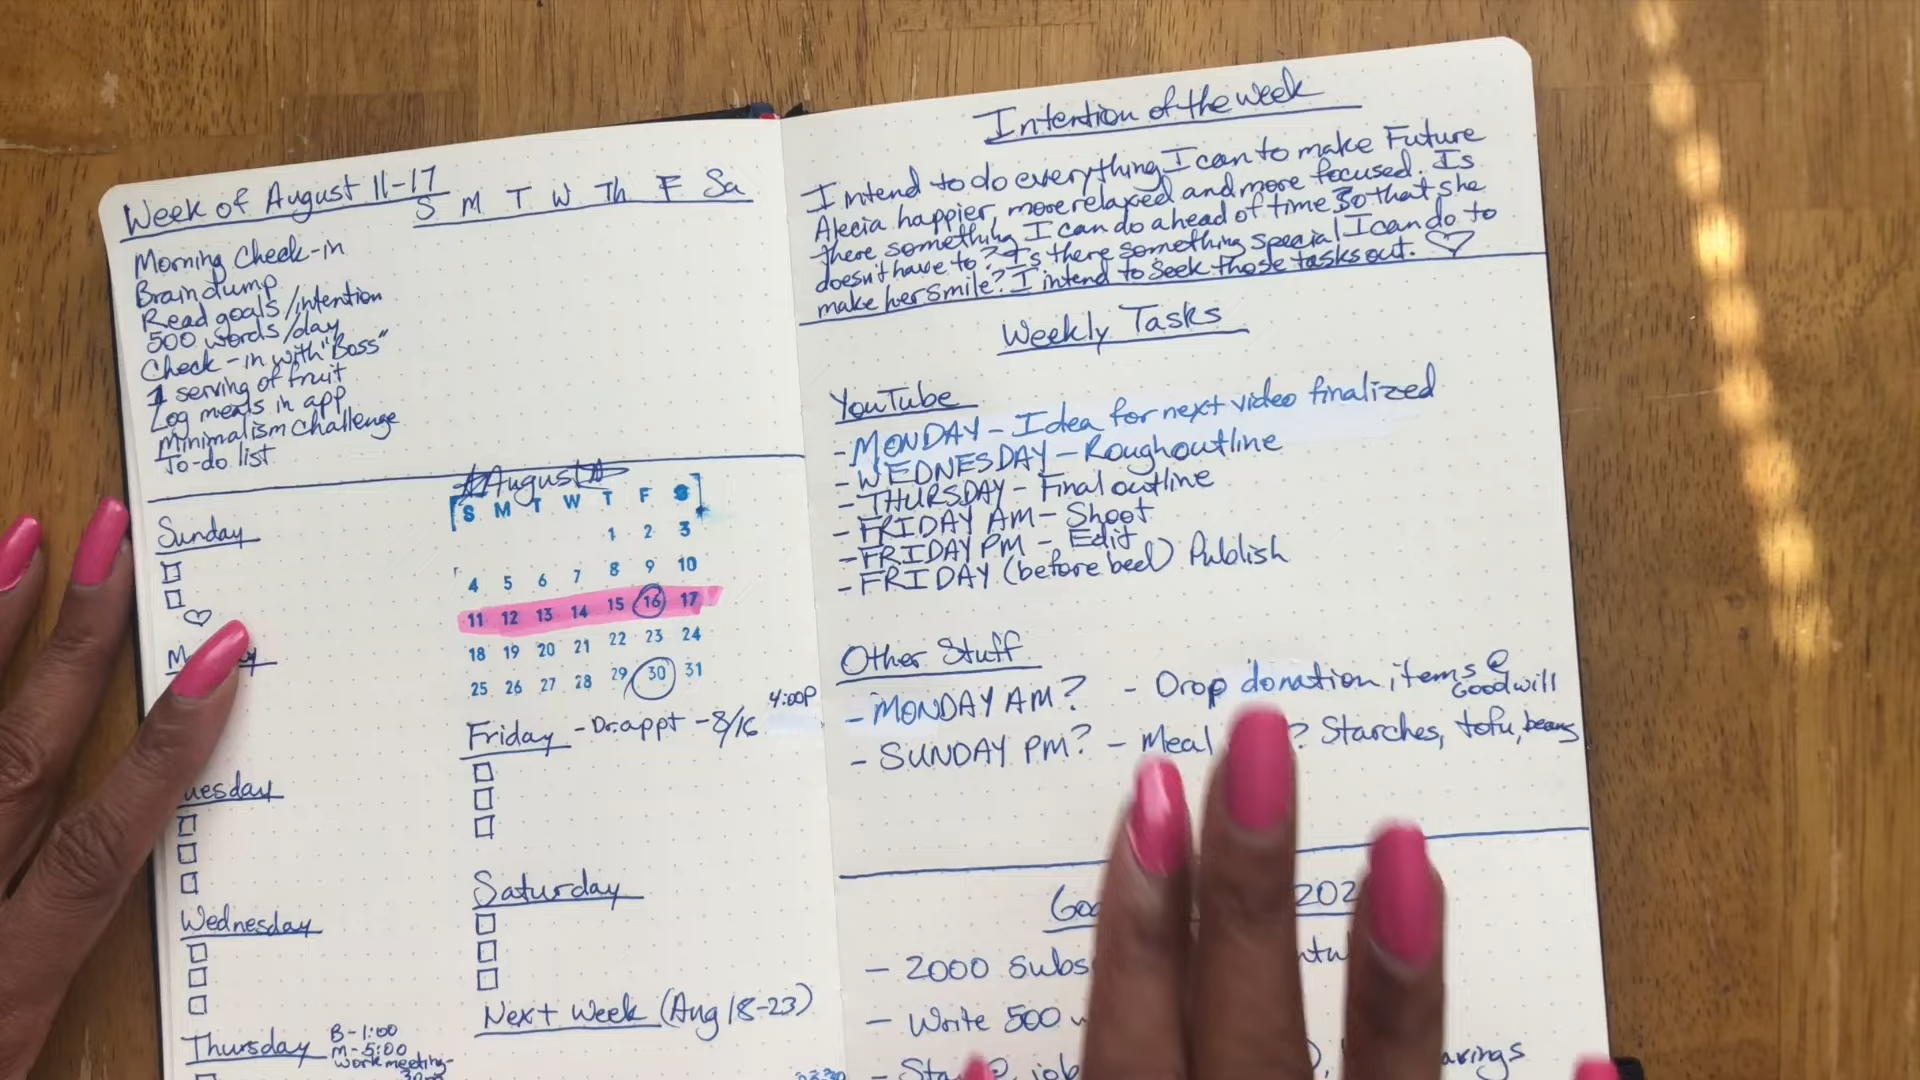 Week of August 11-17
S M T W Th F Sa
Morning Check-in
Brain dump
Read goals/intention
500 words/day
Check-in with "Boss"
1 serving of fruit
Log meals in app
Minimalism Challenge
To-do list
August
S M T W T F S
1 2 3
4 5 6 7 8 9 10
11 12 13 14 15 16 17
18 19 20 21 22 23 24
25 26 27 28 29 30 31
Sunday
Tuesday
Wednesday
Thursday
B-1:00
M-5:00
work meeting-
4:00P
Friday - Dr. appt - 8/16
Saturday
Next Week (Aug 18-23)
Intention of the Week
I intend to do everything I can to make Future
Alecia happier, more relaxed and more focused. Is
there something I can do ahead of time so that she
doesn't have to? Is there something special I can do to
make her smile? I intend to seek those tasks out.
Weekly Tasks
YouTube
- MONDAY - Idea for next video finalized
- WEDNESDAY - Rough outline
- THURSDAY - Final outline
- FRIDAY AM - Shoot
- FRIDAY PM - Edit
- FRIDAY (before bed) Publish
Other Stuff
- MONDAY AM? - Drop donation items @ Goodwill
- SUNDAY PM? - Meal ? Starches, tofu, beans
202
- 2000 Subs
- Write 500
job